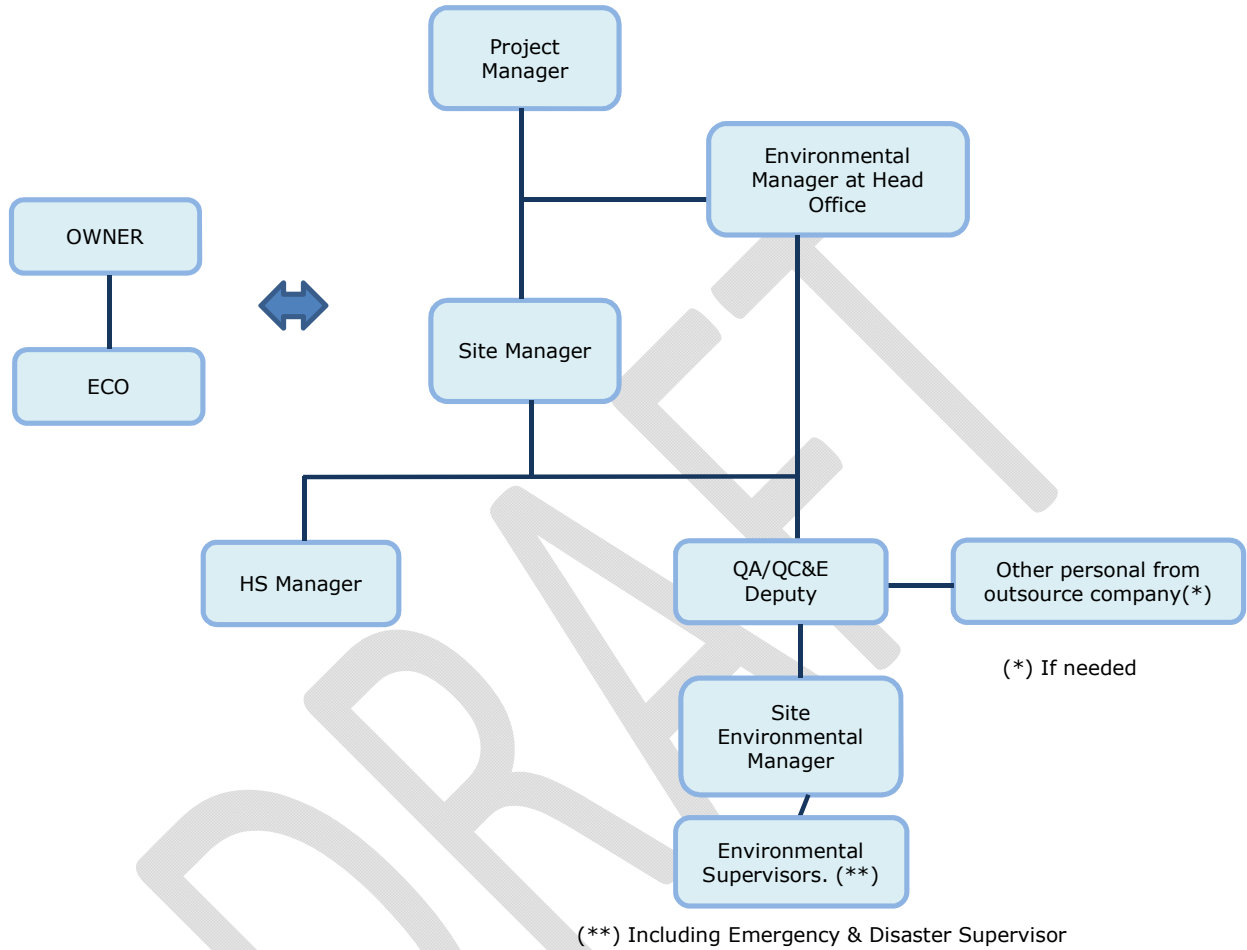 Project
Manager
Environmental
Manager at Head
Office
OWNER
ECO
Site Manager
HS Manager
QA/QC&E
Deputy
Other personal from
outsource company(*)
(*) If needed
Site
Environmental
Manager
Environmental
Supervisors. (**)
(**) Including Emergency & Disaster Supervisor
DRAFT